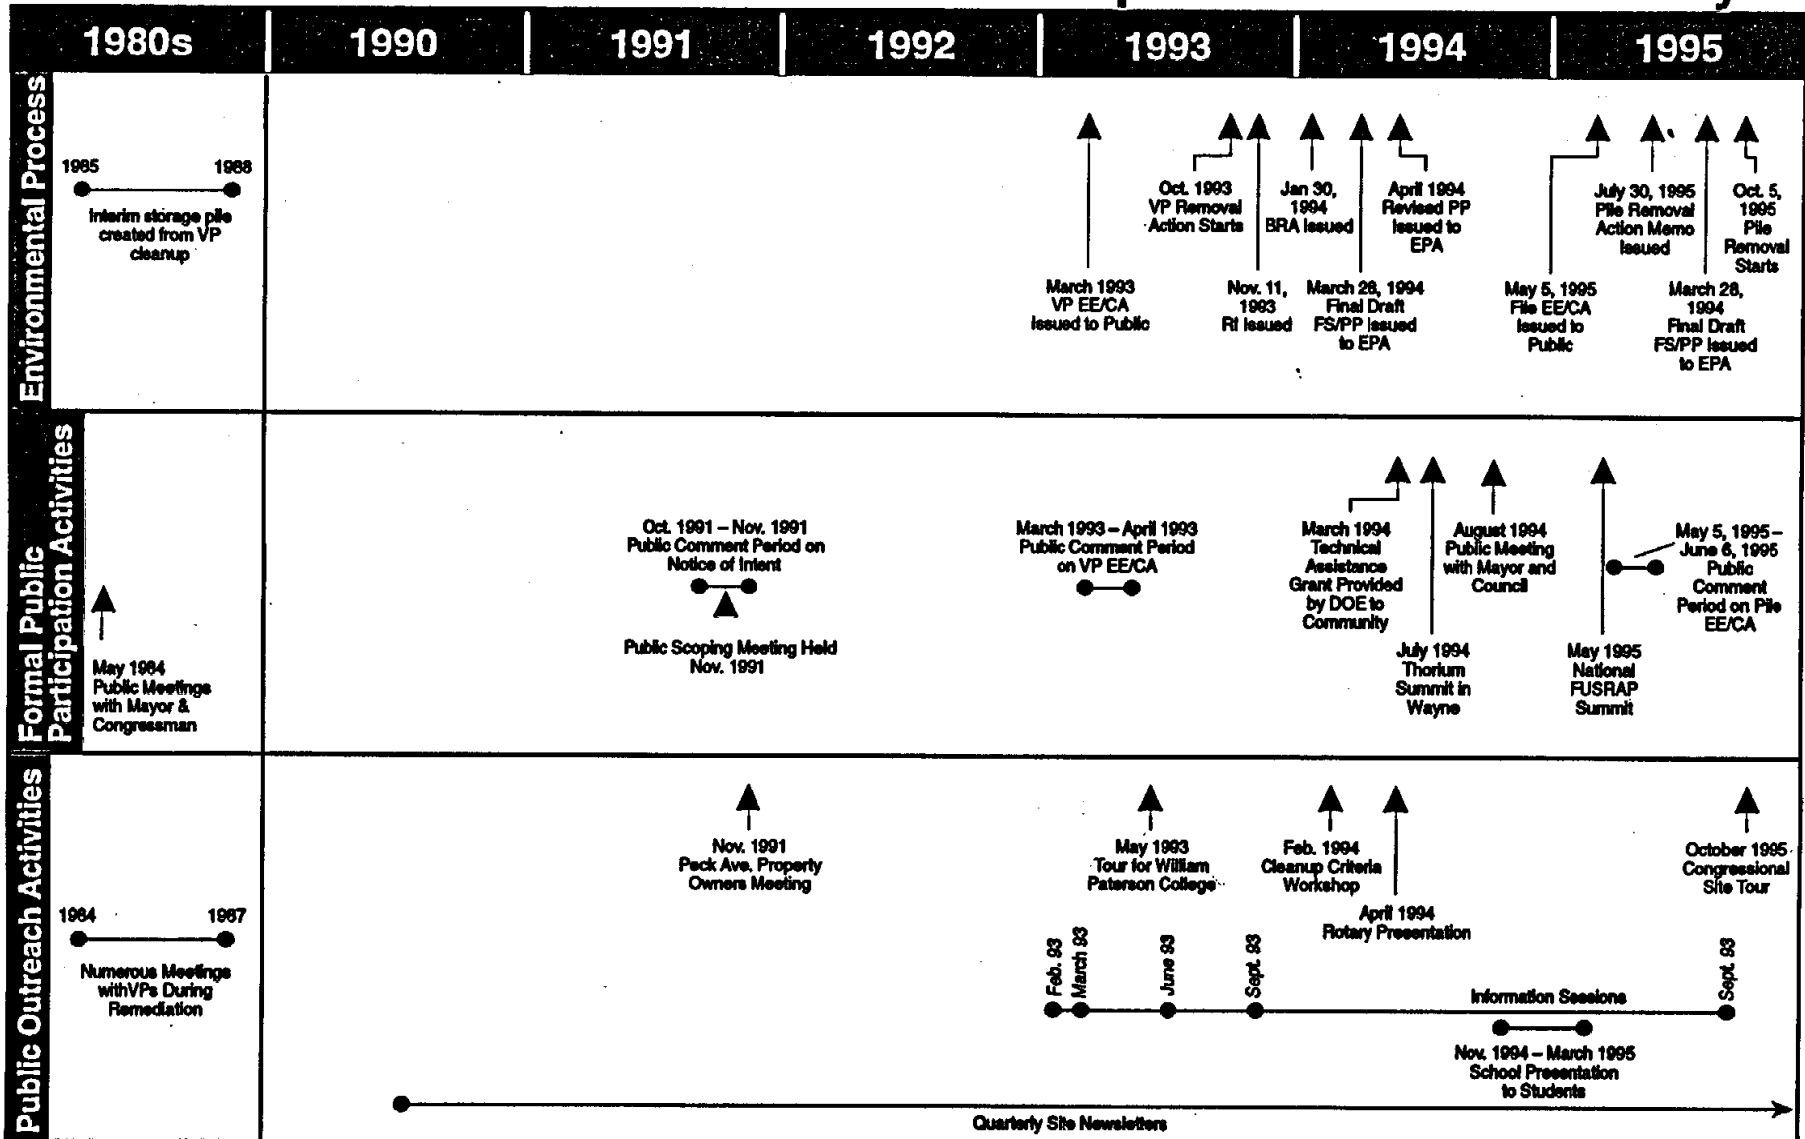 1980s
1990
1991
1992
1993
1994
1995
Environmental Process
1985
1988
Interim storage pile
created from VP
cleanup
March 1993
VP EE/CA
Issued to Public
Oct. 1993
VP Removal
Action Starts
Nov. 11,
1993
RI Issued
Jan 30,
1994
BRA Issued
March 28, 1994
Final Draft
FS/PP Issued
to EPA
April 1994
Revised PP
Issued to
EPA
May 5, 1995
File EE/CA
Issued to
Public
July 30, 1995
Pile Removal
Action Memo
Issued
March 28,
1994
Final Draft
FS/PP Issued
to EPA
Oct. 5,
1995
Pile
Removal
Starts
Formal Public
Participation Activities
May 1984
Public Meetings
with Mayor &
Congressman
Oct. 1991 – Nov. 1991
Public Comment Period on
Notice of Intent
Public Scoping Meeting Held
Nov. 1991
March 1993 – April 1993
Public Comment Period
on VP EE/CA
March 1994
Technical
Assistance
Grant Provided
by DOE to
Community
July 1994
Thorium
Summit in
Wayne
August 1994
Public Meeting
with Mayor and
Council
May 1995
National
FUSRAP
Summit
May 5, 1995 –
June 6, 1995
Public
Comment
Period on Pile
EE/CA
Public Outreach Activities
1984
1987
Numerous Meetings
withVPs During
Remediation
Nov. 1991
Peck Ave. Property
Owners Meeting
May 1993
Tour for William
Paterson College
Feb. 1994
Cleanup Criteria
Workshop
April 1994
Rotary Presentation
October 1995
Congressional
Site Tour
Feb. 93
March 93
June 93
Sept. 93
Sept. 93
Information Sessions
Nov. 1994 – March 1995
School Presentation
to Students
Quarterly Site Newsletters